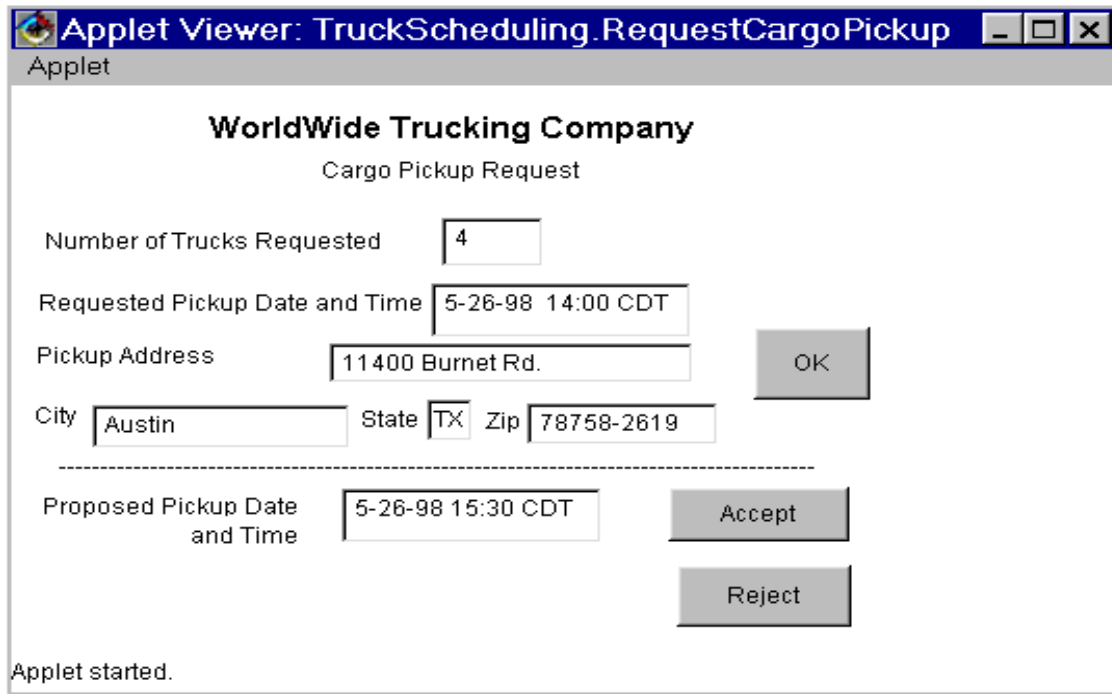 Applet Viewer: TruckScheduling.RequestCargoPickup
Applet
WorldWide Trucking Company
Cargo Pickup Request
Number of Trucks Requested 4
Requested Pickup Date and Time 5-26-98 14:00 CDT
Pickup Address 11400 Burnet Rd. OK
City Austin State TX Zip 78758-2619
Proposed Pickup Date 5-26-98 15:30 CDT Accept
and Time
Reject
Applet started.